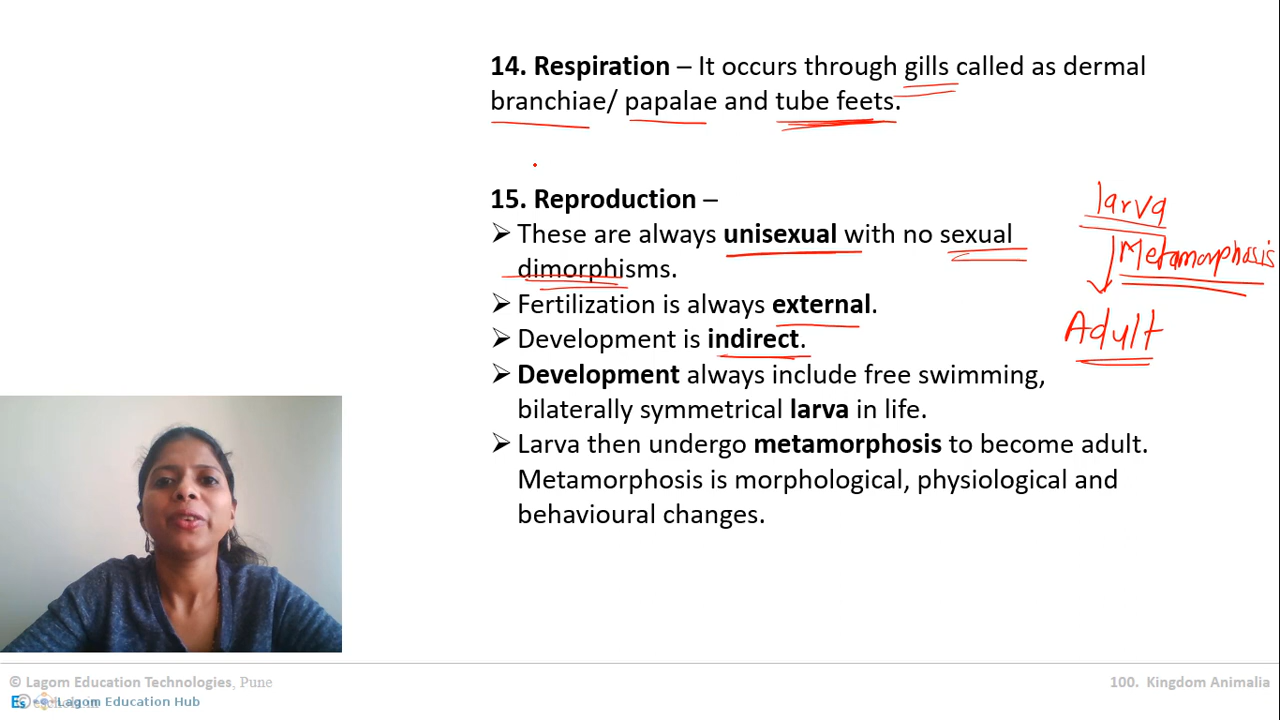 14. Respiration – It occurs through gills called as dermal
branchiae/ papalae and tube feets.
15. Reproduction –
➢ These are always unisexual with no sexual
dimorphisms.
➢ Fertilization is always external.
➢ Development is indirect.
➢ Development always include free swimming,
bilaterally symmetrical larva in life.
➢ Larva then undergo metamorphosis to become adult.
Metamorphosis is morphological, physiological and
behavioural changes.
larva
Metamorphosis
Adult
© Lagom Education Technologies, Pune
Lagom Education Hub
100. Kingdom Animalia